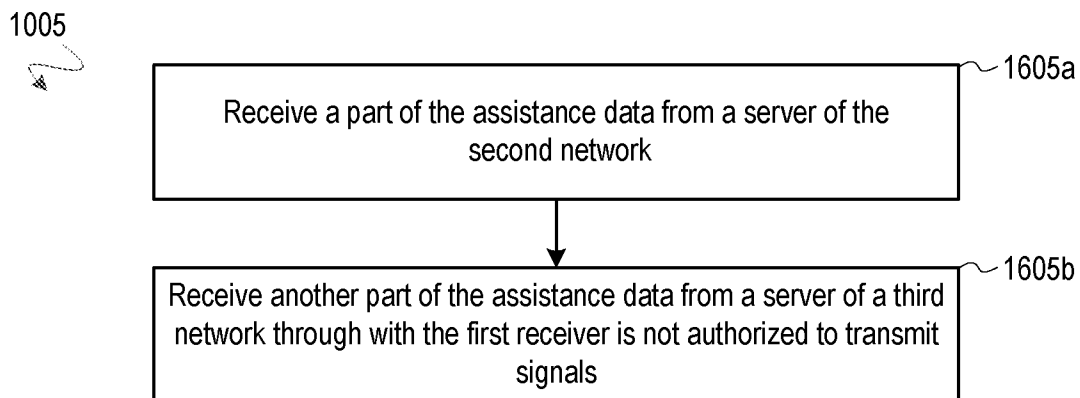 1005
1605a
Receive a part of the assistance data from a server of the
second network
1605b
Receive another part of the assistance data from a server of a third
network through with the first receiver is not authorized to transmit
signals